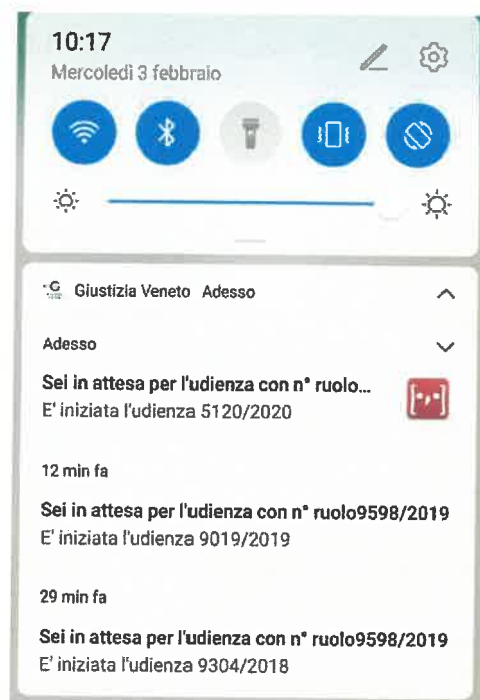 10:17
Mercoledì 3 febbraio
Giustizia Veneto Adesso
Adesso
Sei in attesa per l'udienza con n° ruolo...
E' iniziata l'udienza 5120/2020
12 min fa
Sei in attesa per l'udienza con n° ruolo9598/2019
E' iniziata l'udienza 9019/2019
29 min fa
Sei in attesa per l'udienza con n° ruolo9598/2019
E' iniziata l'udienza 9304/2018